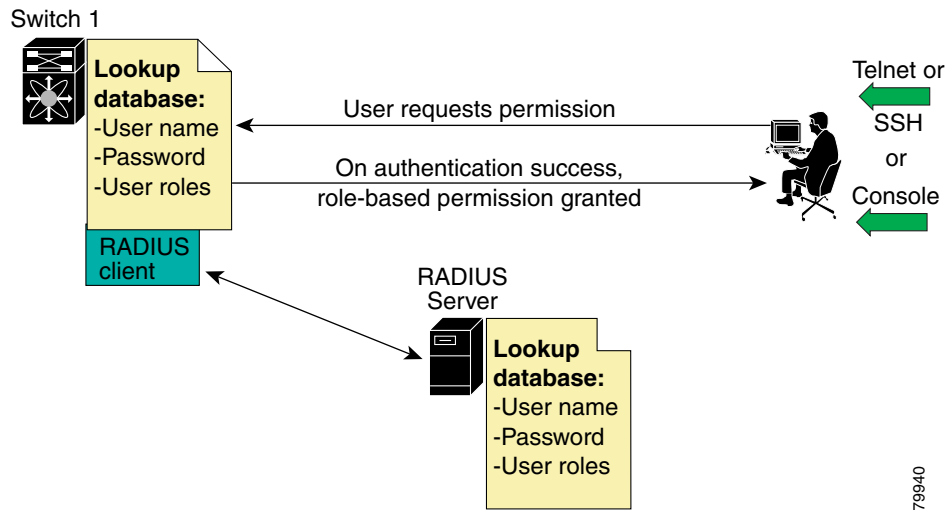 Switch 1
Lookup
database:
-User name
-Password
-User roles
RADIUS
client
User requests permission
On authentication success,
role-based permission granted
Telnet or
SSH
or
Console
RADIUS
Server
Lookup
database:
-User name
-Password
-User roles
79940